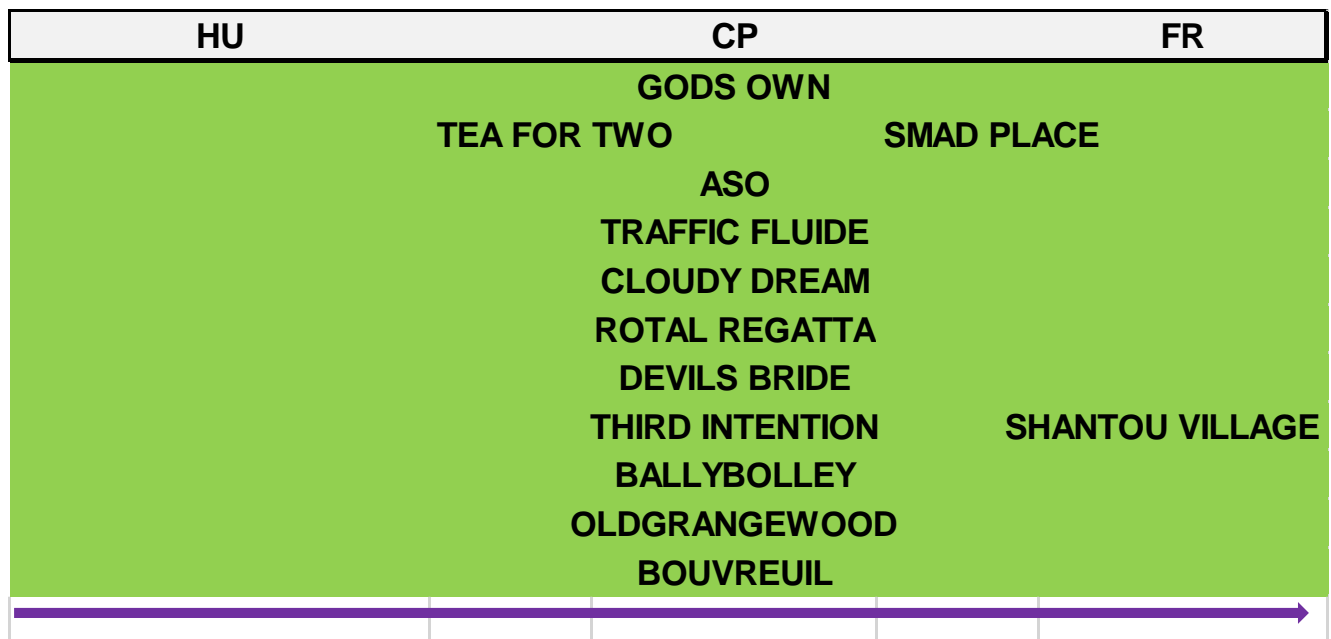 HU CP FR
GODS OWN
TEA FOR TWO SMAD PLACE
ASO
TRAFFIC FLUIDE
CLOUDY DREAM
ROTAL REGATTA
DEVILS BRIDE
THIRD INTENTION SHANTOU VILLAGE
BALLYBOLLEY
OLDGRANGEWOOD
BOUVREUIL